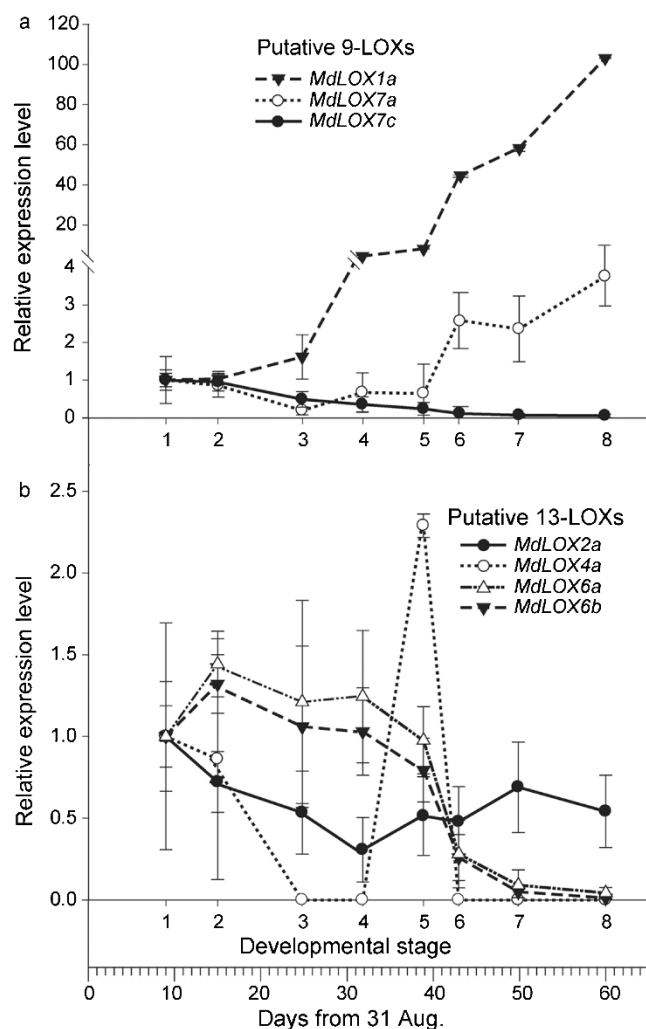 a
Relative expression level
120
100
80
60
40
20
4
3
2
1
0
Putative 9-LOXs
MdLOX1a
MdLOX7a
MdLOX7c
1 2 3 4 5 6 7 8
b
Relative expression level
2.5
2.0
1.5
1.0
0.5
0.0
Putative 13-LOXs
MdLOX2a
MdLOX4a
MdLOX6a
MdLOX6b
1 2 3 4 5 6 7 8
Developmental stage
0 10 20 30 40 50 60
Days from 31 Aug.